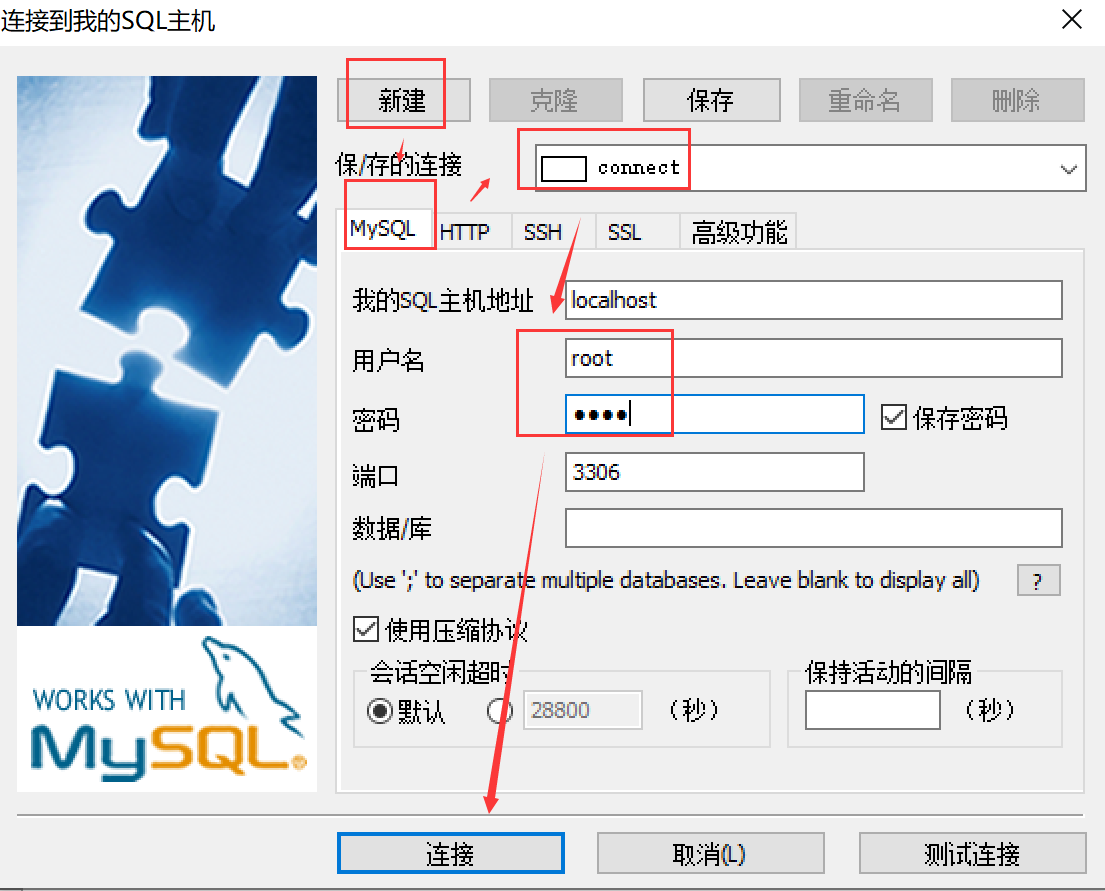 连接到我的SQL主机
新建 克隆 保存 重命名 删除
保/存的连接 connect
MySQL HTTP SSH SSL 高级功能
我的SQL主机地址 localhost
用户名 root
密码 ●●●● 保存密码
端口 3306
数据/库
(Use ';' to separate multiple databases. Leave blank to display all) ?
使用压缩协议
会话空闲超时 保持活动的间隔
默认 28800 (秒) (秒)
WORKS WITH
MySQL®
连接 取消(L) 测试连接